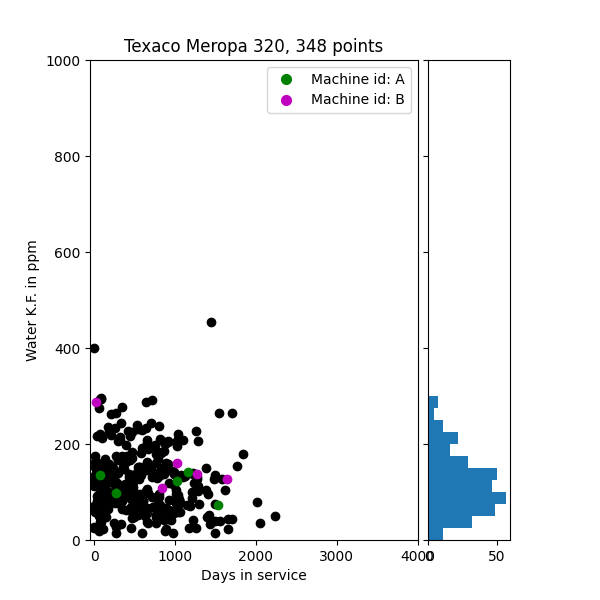 Texaco Meropa 320, 348 points
1000
800
600
400
200
0
Water K.F. in ppm
Machine id: A
Machine id: B
0 1000 2000 3000 4000
0 50
Days in service